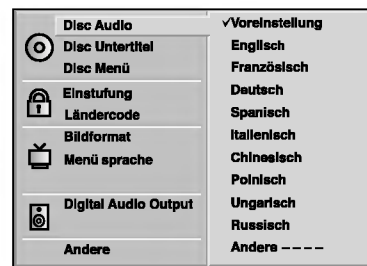 Disc Audio
Disc Untertitel
Disc Menü
Einstufung
Ländercode
Bildformat
Menü sprache
Digital Audio Output
Andere
✓Voreinstellung
Englisch
Französisch
Deutsch
Spanisch
Italienisch
Chinesisch
Polnisch
Ungarisch
Russisch
Andere – – – –